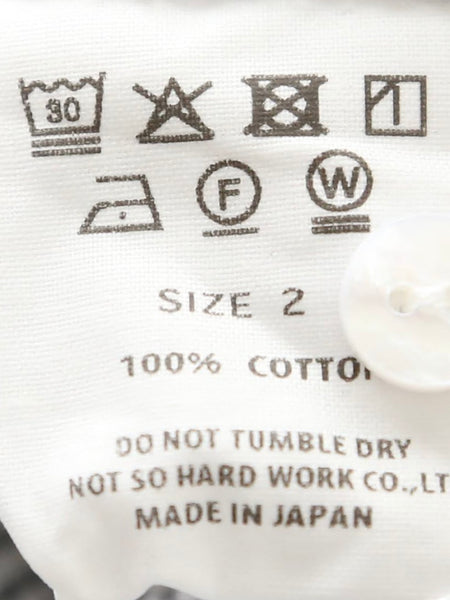 30
F W
SIZE 2
100% COTTO
DO NOT TUMBLE DRY
NOT SO HARD WORK CO.,LT
MADE IN JAPAN